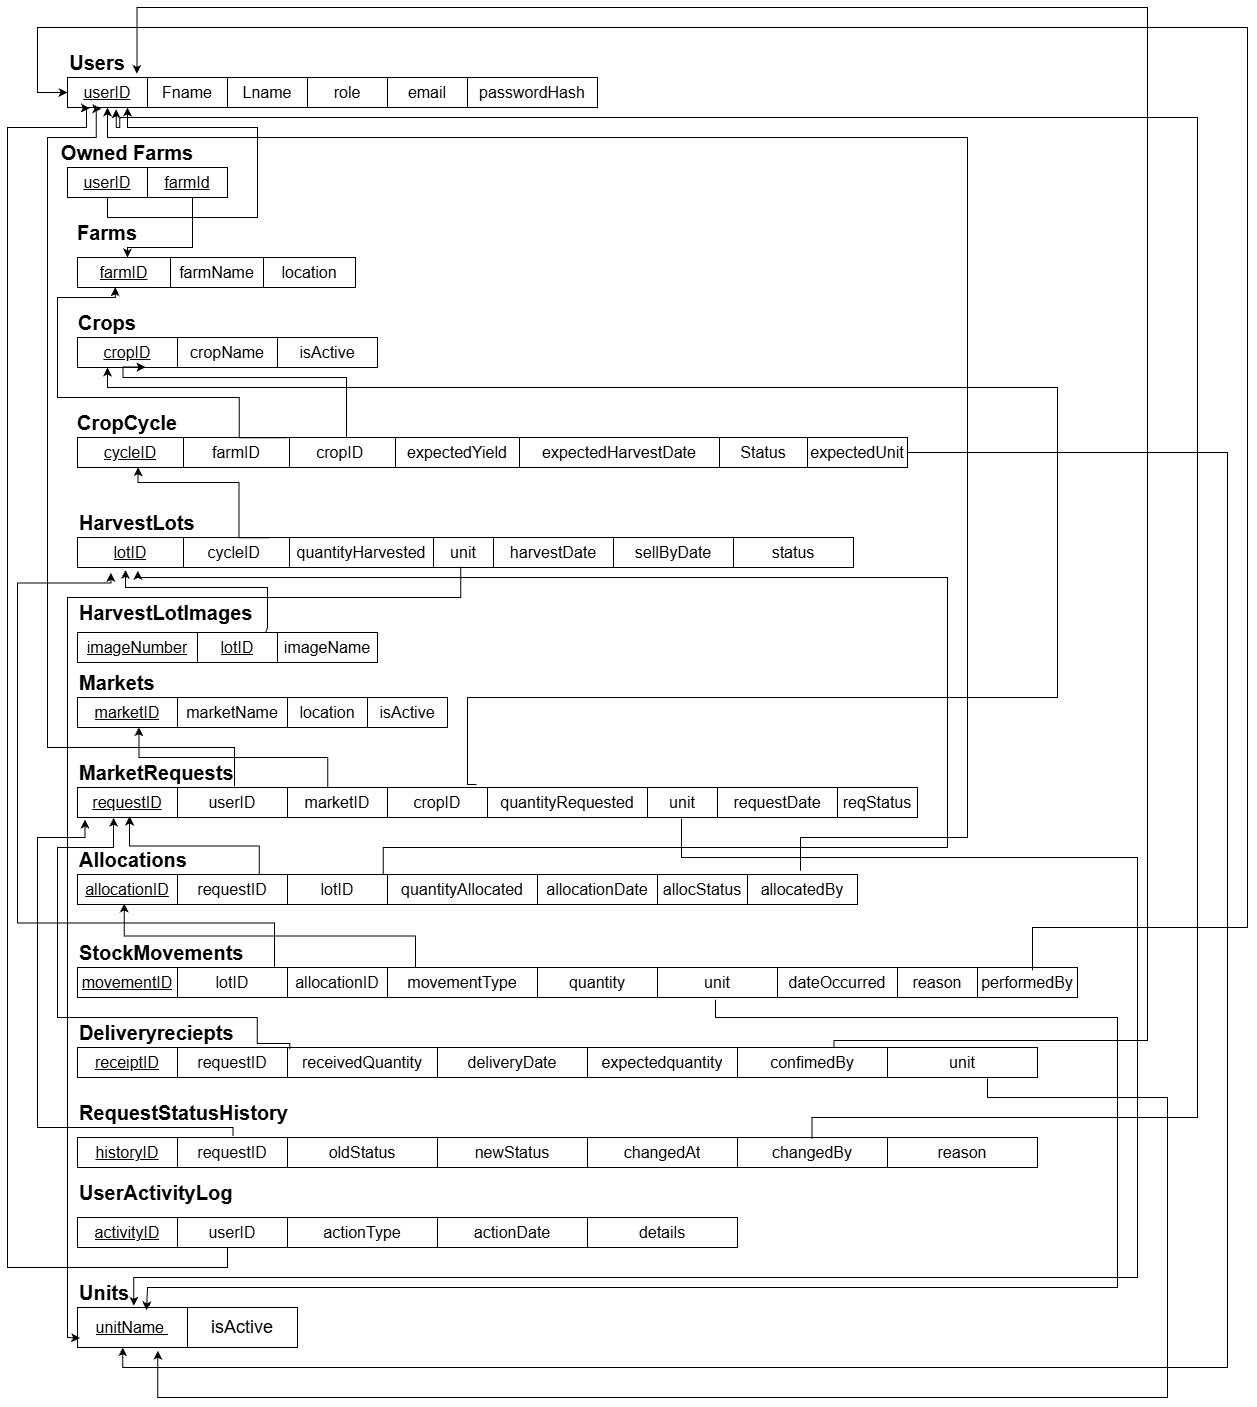 Users
userID Fname Lname role email passwordHash
Owned Farms
userID farmId
Farms
farmID farmName location
Crops
cropID cropName isActive
CropCycle
cycleID farmID cropID expectedYield expectedHarvestDate Status expectedUnit
HarvestLots
lotID cycleID quantityHarvested unit harvestDate sellByDate status
HarvestLotImages
imageNumber lotID imageName
Markets
marketID marketName location isActive
MarketRequests
requestID userID marketID cropID quantityRequested unit requestDate reqStatus
Allocations
allocationID requestID lotID quantityAllocated allocationDate allocStatus allocatedBy
StockMovements
movementID lotID allocationID movementType quantity unit dateOccurred reason performedBy
Deliveryreciepts
receiptID requestID receivedQuantity deliveryDate expectedquantity confimedBy unit
RequestStatusHistory
historyID requestID oldStatus newStatus changedAt changedBy reason
UserActivityLog
activityID userID actionType actionDate details
Units
unitName isActive